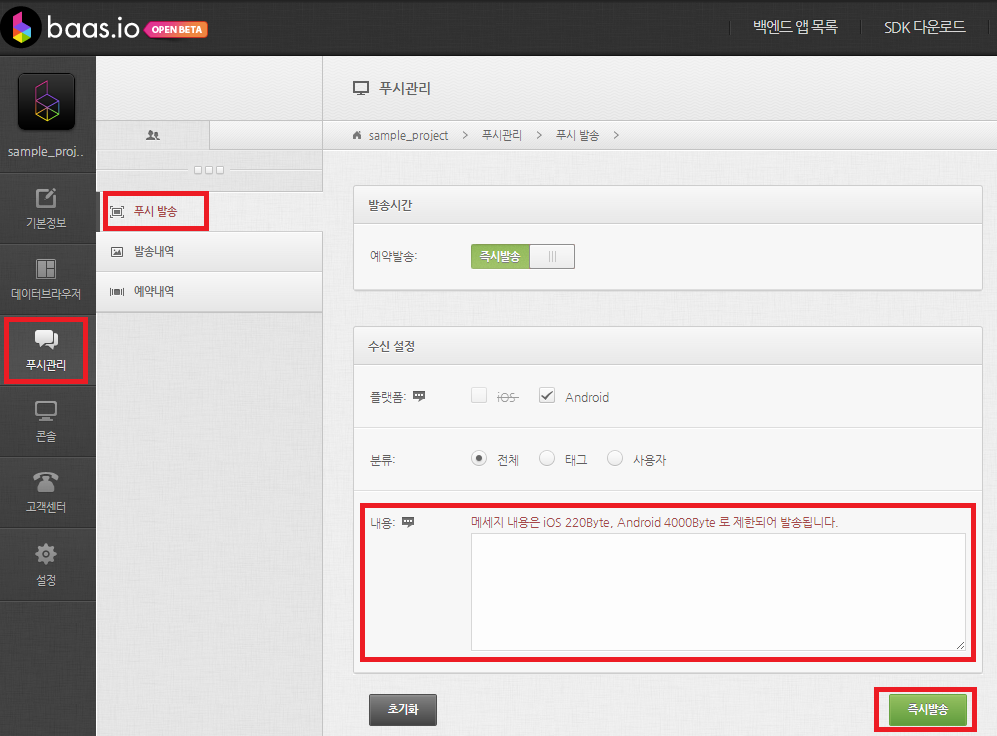 baas.io OPEN BETA
백엔드 앱 목록
SDK 다운로드
sample_proj..
기본정보
데이터브라우저
푸시관리
콘솔
고객센터
설정
푸시 발송
발송내역
예약내역
푸시관리
sample_project > 푸시관리 > 푸시 발송 >
발송시간
예약발송: 즉시발송
수신 설정
플랫폼: iOS Android
분류: 전체 태그 사용자
내용: 메세지 내용은 iOS 220Byte, Android 4000Byte 로 제한되어 발송됩니다.
초기화
즉시발송